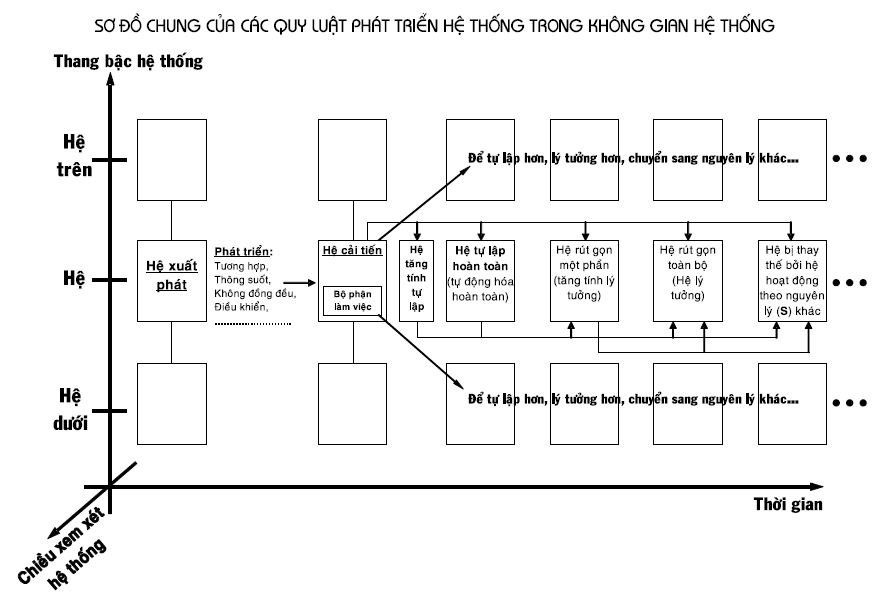 SƠ ĐỒ CHUNG CỦA CÁC QUY LUẬT PHÁT TRIỂN HỆ THỐNG TRONG KHÔNG GIAN HỆ THỐNG
Thang bậc hệ thống
Hệ
trên
Để tự lập hơn, lý tưởng hơn, chuyển sang nguyên lý khác...
Hệ
Hệ xuất
phát
Phát triển:
Tương hợp,
Thông suốt,
Không đồng đều,
Điều khiển,
........................
Hệ cải tiến
Bộ phận
làm việc
Hệ
tăng
tính
tự
lập
Hệ tự lập
hoàn toàn
(tự động hóa
hoàn toàn)
Hệ rút gọn
một phần
(tăng tính lý
tưởng)
Hệ rút gọn
toàn bộ
(Hệ lý
tưởng)
Hệ bị thay
thế bởi hệ
hoạt động
theo nguyên
lý (S) khác
Hệ
dưới
Để tự lập hơn, lý tưởng hơn, chuyển sang nguyên lý khác...
Thời gian
Chiều xem xét
hệ thống